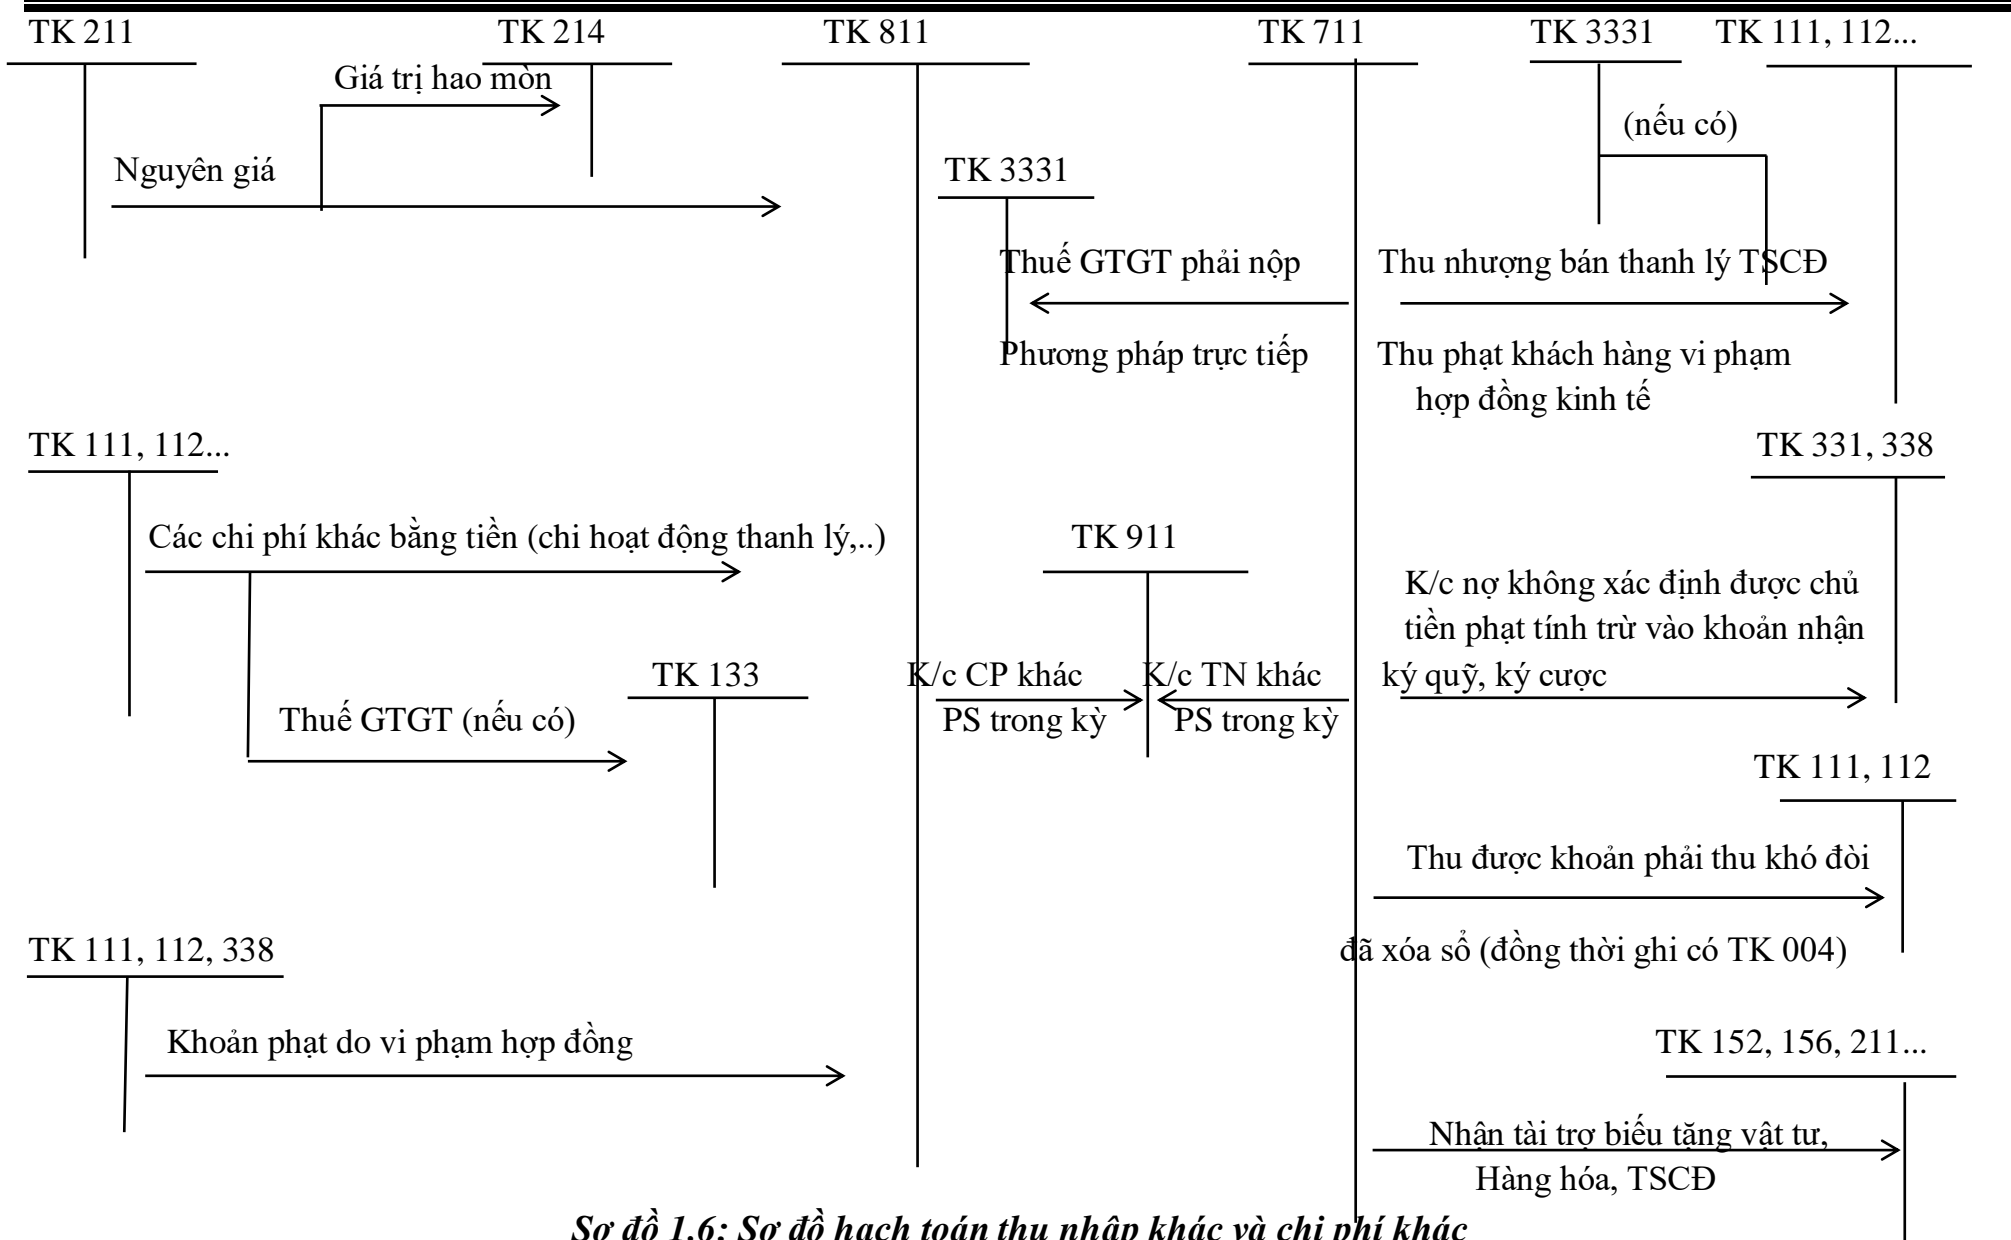 TK 211 TK 214 TK 811 TK 711 TK 3331 TK 111, 112...
Giá trị hao mòn
(nếu có)
Nguyên giá TK 3331
Thuế GTGT phải nộp Thu nhượng bán thanh lý TSCĐ
Phương pháp trực tiếp Thu phạt khách hàng vi phạm
hợp đồng kinh tế
TK 111, 112... TK 331, 338
Các chi phí khác bằng tiền (chi hoạt động thanh lý,..) TK 911
K/c nợ không xác định được chủ
tiền phạt tính trừ vào khoản nhận
TK 133 K/c CP khác K/c TN khác ký quỹ, ký cược
Thuế GTGT (nếu có) PS trong kỳ PS trong kỳ
TK 111, 112
Thu được khoản phải thu khó đòi
TK 111, 112, 338 đã xóa sổ (đồng thời ghi có TK 004)
Khoản phạt do vi phạm hợp đồng TK 152, 156, 211...
Nhận tài trợ biếu tặng vật tư,
Hàng hóa, TSCĐ
Sơ đồ 1.6: Sơ đồ hạch toán thu nhập khác và chi phí khác